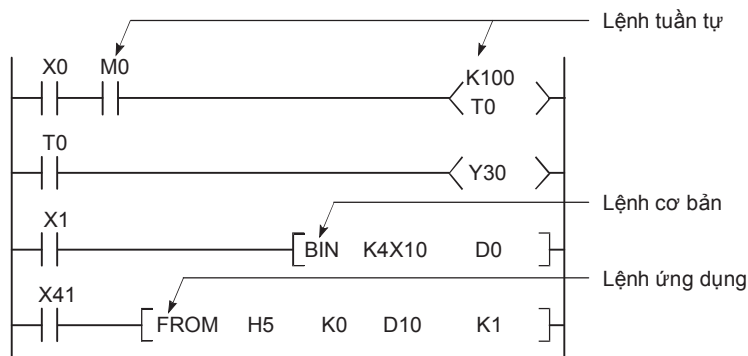 Lệnh tuần tự
X0 M0
K100
T0
T0
Y30
Lệnh cơ bản
X1
BIN K4X10 D0
Lệnh ứng dụng
X41
FROM H5 K0 D10 K1